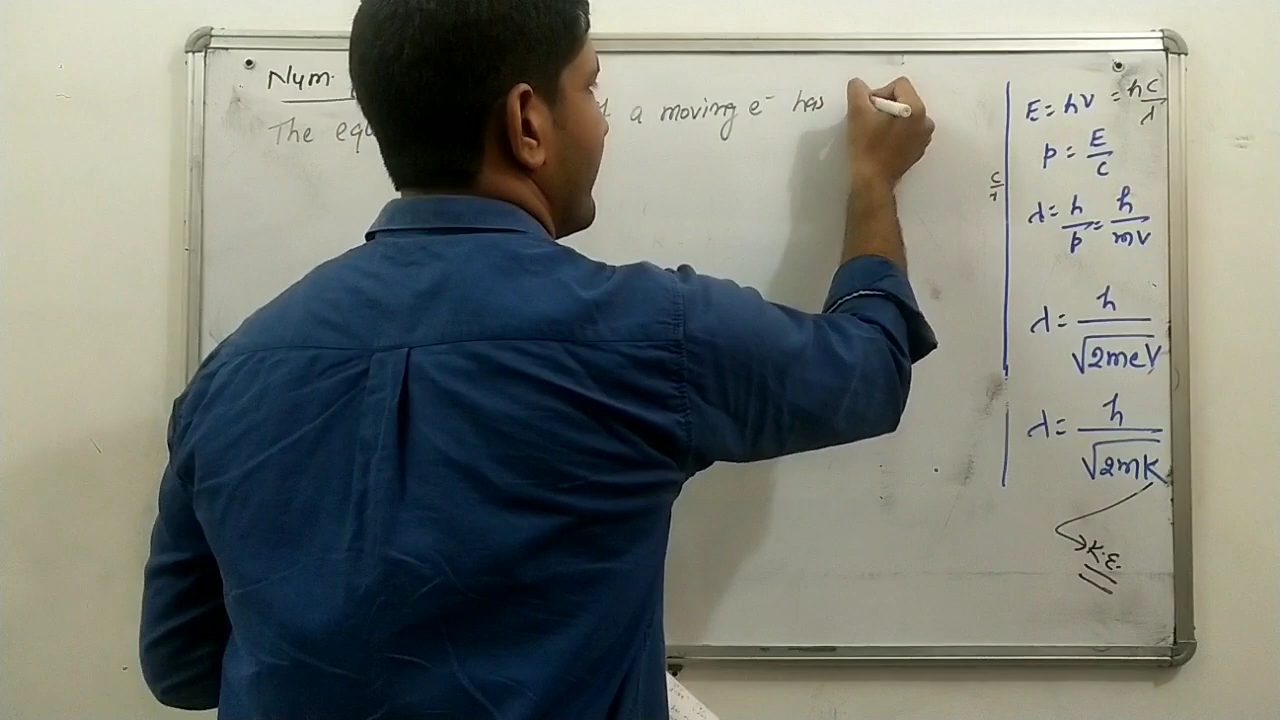 Num.
The equ a moving e⁻ has
E = hν = hc/λ
p = E/c
c/λ
λ = h/p = h/mv
λ = h/√2meV
λ = h/√2mK
K.E.